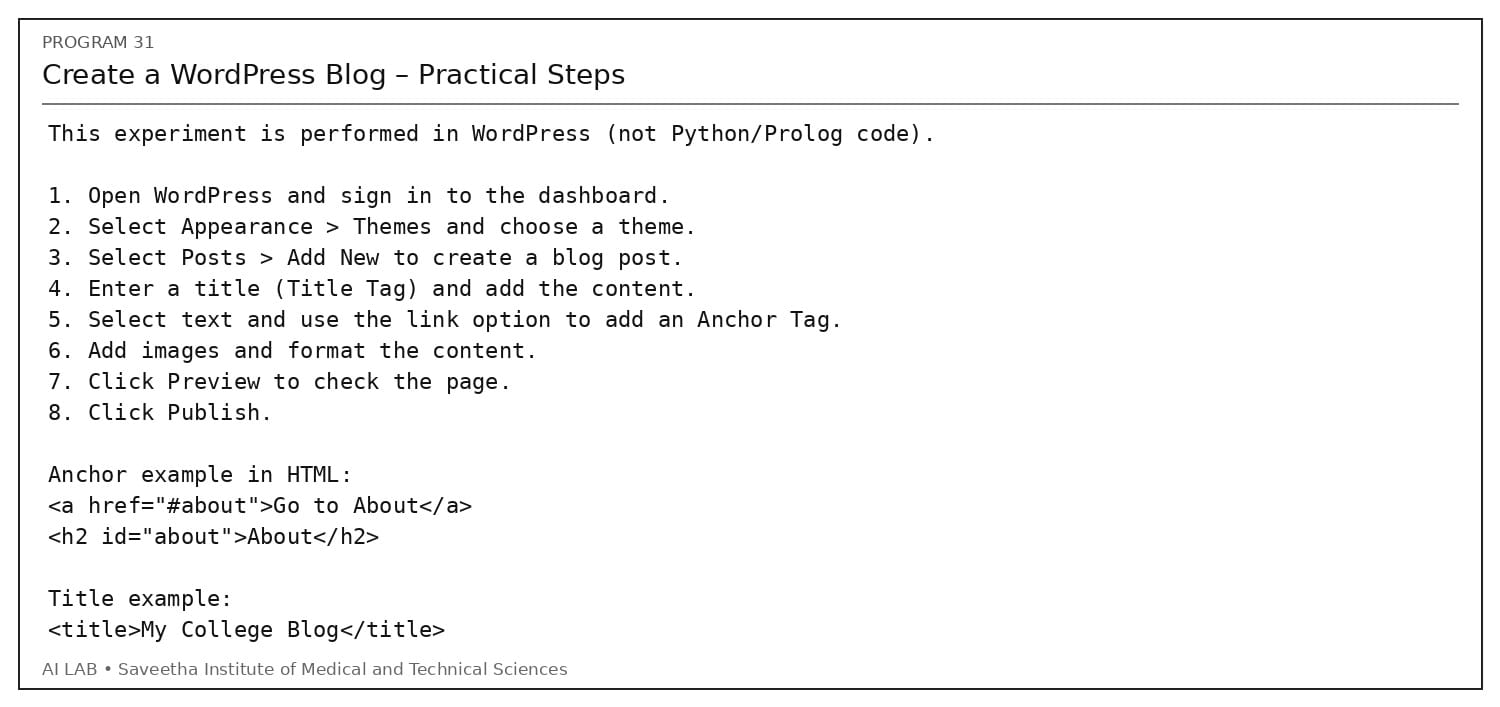 PROGRAM 31
Create a WordPress Blog – Practical Steps
This experiment is performed in WordPress (not Python/Prolog code).
1. Open WordPress and sign in to the dashboard.
2. Select Appearance > Themes and choose a theme.
3. Select Posts > Add New to create a blog post.
4. Enter a title (Title Tag) and add the content.
5. Select text and use the link option to add an Anchor Tag.
6. Add images and format the content.
7. Click Preview to check the page.
8. Click Publish.
Anchor example in HTML:
<a href="#about">Go to About</a>
<h2 id="about">About</h2>
Title example:
<title>My College Blog</title>
AI LAB • Saveetha Institute of Medical and Technical Sciences